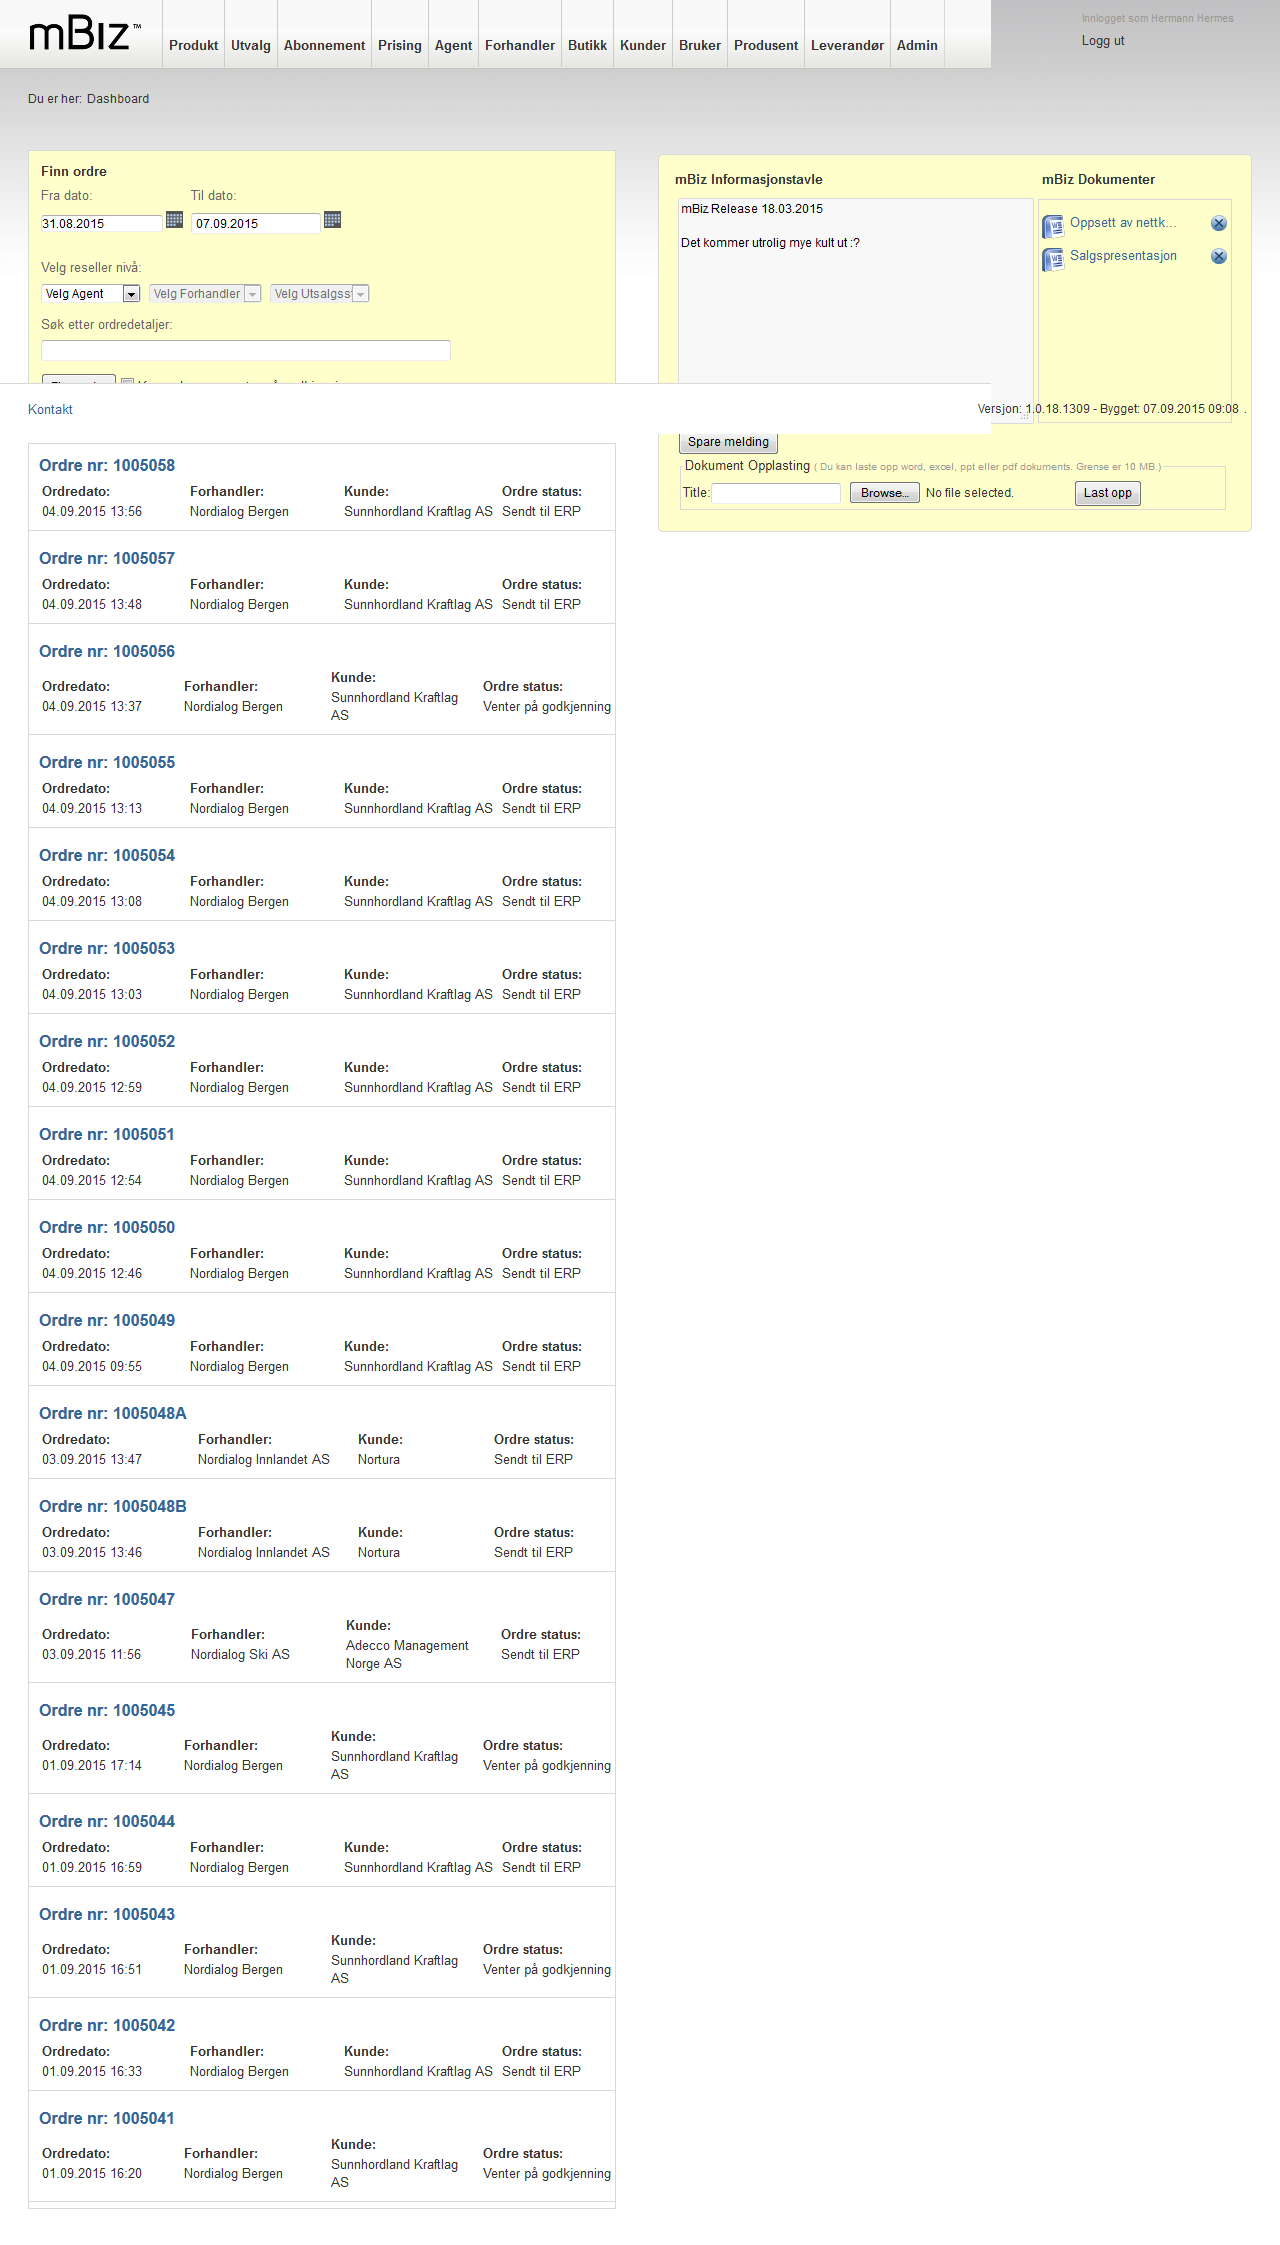 mBiz™
Produkt Utvalg Abonnement Prising Agent Forhandler Butikk Kunder Bruker Produsent Leverandør Admin
Innlogget som Hermann Hermes
Logg ut
Du er her: Dashboard
Finn ordre
Fra dato: Til dato:
31.08.2015 07.09.2015
Velg reseller nivå:
Velg Agent Velg Forhandler Velg Utsalgsst
Søk etter ordredetaljer:
mBiz Informasjonstavle
mBiz Release 18.03.2015
Det kommer utrolig mye kult ut :?
mBiz Dokumenter
Oppsett av nettk...
Salgspresentasjon
Kontakt
Versjon: 1.0.18.1309 - Bygget: 07.09.2015 09:08 .
Spare melding
Dokument Opplasting ( Du kan laste opp word, excel, ppt eller pdf dokuments. Grense er 10 MB.)
Title: Browse... No file selected. Last opp
Ordre nr: 1005058
Ordredato: Forhandler: Kunde: Ordre status:
04.09.2015 13:56 Nordialog Bergen Sunnhordland Kraftlag AS Sendt til ERP
Ordre nr: 1005057
Ordredato: Forhandler: Kunde: Ordre status:
04.09.2015 13:48 Nordialog Bergen Sunnhordland Kraftlag AS Sendt til ERP
Ordre nr: 1005056
Ordredato: Forhandler: Kunde: Ordre status:
04.09.2015 13:37 Nordialog Bergen Sunnhordland Kraftlag Venter på godkjenning
AS
Ordre nr: 1005055
Ordredato: Forhandler: Kunde: Ordre status:
04.09.2015 13:13 Nordialog Bergen Sunnhordland Kraftlag AS Sendt til ERP
Ordre nr: 1005054
Ordredato: Forhandler: Kunde: Ordre status:
04.09.2015 13:08 Nordialog Bergen Sunnhordland Kraftlag AS Sendt til ERP
Ordre nr: 1005053
Ordredato: Forhandler: Kunde: Ordre status:
04.09.2015 13:03 Nordialog Bergen Sunnhordland Kraftlag AS Sendt til ERP
Ordre nr: 1005052
Ordredato: Forhandler: Kunde: Ordre status:
04.09.2015 12:59 Nordialog Bergen Sunnhordland Kraftlag AS Sendt til ERP
Ordre nr: 1005051
Ordredato: Forhandler: Kunde: Ordre status:
04.09.2015 12:54 Nordialog Bergen Sunnhordland Kraftlag AS Sendt til ERP
Ordre nr: 1005050
Ordredato: Forhandler: Kunde: Ordre status:
04.09.2015 12:46 Nordialog Bergen Sunnhordland Kraftlag AS Sendt til ERP
Ordre nr: 1005049
Ordredato: Forhandler: Kunde: Ordre status:
04.09.2015 09:55 Nordialog Bergen Sunnhordland Kraftlag AS Sendt til ERP
Ordre nr: 1005048A
Ordredato: Forhandler: Kunde: Ordre status:
03.09.2015 13:47 Nordialog Innlandet AS Nortura Sendt til ERP
Ordre nr: 1005048B
Ordredato: Forhandler: Kunde: Ordre status:
03.09.2015 13:46 Nordialog Innlandet AS Nortura Sendt til ERP
Ordre nr: 1005047
Ordredato: Forhandler: Kunde: Ordre status:
03.09.2015 11:56 Nordialog Ski AS Adecco Management Sendt til ERP
Norge AS
Ordre nr: 1005045
Ordredato: Forhandler: Kunde: Ordre status:
01.09.2015 17:14 Nordialog Bergen Sunnhordland Kraftlag Venter på godkjenning
AS
Ordre nr: 1005044
Ordredato: Forhandler: Kunde: Ordre status:
01.09.2015 16:59 Nordialog Bergen Sunnhordland Kraftlag AS Sendt til ERP
Ordre nr: 1005043
Ordredato: Forhandler: Kunde: Ordre status:
01.09.2015 16:51 Nordialog Bergen Sunnhordland Kraftlag Venter på godkjenning
AS
Ordre nr: 1005042
Ordredato: Forhandler: Kunde: Ordre status:
01.09.2015 16:33 Nordialog Bergen Sunnhordland Kraftlag AS Sendt til ERP
Ordre nr: 1005041
Ordredato: Forhandler: Kunde: Ordre status:
01.09.2015 16:20 Nordialog Bergen Sunnhordland Kraftlag Venter på godkjenning
AS